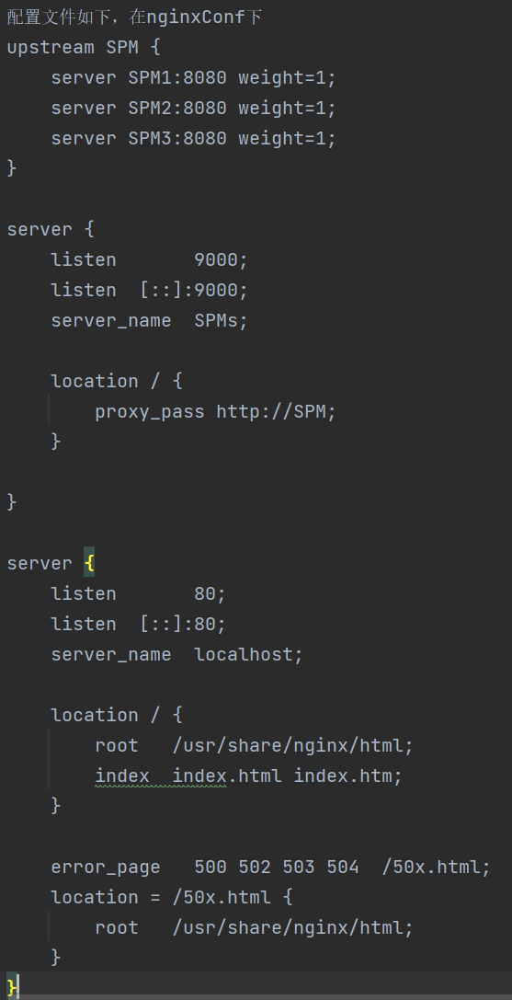 配置文件如下，在nginxConf下
upstream SPM {
    server SPM1:8080 weight=1;
    server SPM2:8080 weight=1;
    server SPM3:8080 weight=1;
}

server {
    listen       9000;
    listen  [::]:9000;
    server_name  SPMs;

    location / {
        proxy_pass http://SPM;
    }

}

server {
    listen       80;
    listen  [::]:80;
    server_name  localhost;

    location / {
        root   /usr/share/nginx/html;
        index  index.html index.htm;
    }

    error_page   500 502 503 504  /50x.html;
    location = /50x.html {
        root   /usr/share/nginx/html;
    }
}